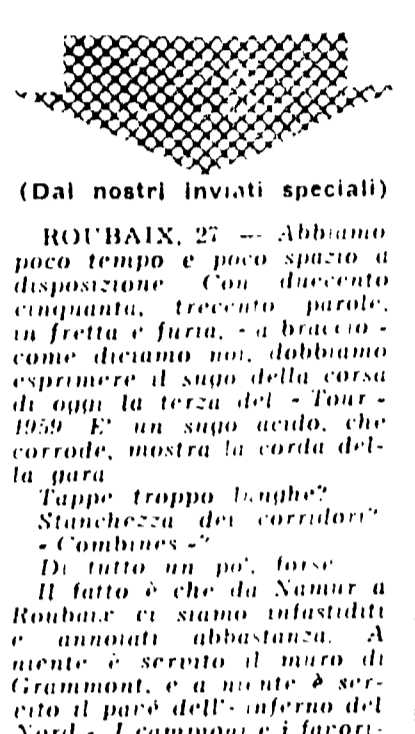 (Dai nostri inviati speciali)
ROUBAIX, 27 — Abbiamo
poco tempo e poco spazio a
disposizione Con duecento
cinquanta, trecento parole,
in fretta e furia, - a braccio -
come diciamo noi, dobbiamo
esprimere il sugo della corsa
di oggi la terza del - Tour -
1959 E' un sugo acido, che
corrode, mostra la corda del-
la gara
Tappe troppo lunghe?
Stanchezza dei corridori?
- Combines -?
Di tutto un po', forse
Il fatto è che da Namur a
Roubaix ci siamo infastiditi
e annoiati abbastanza. A
niente è servito il muro di
Grammont, e a niente è ser-
vito il pavé dell'- inferno del
Nord -. I campioni e i favori-